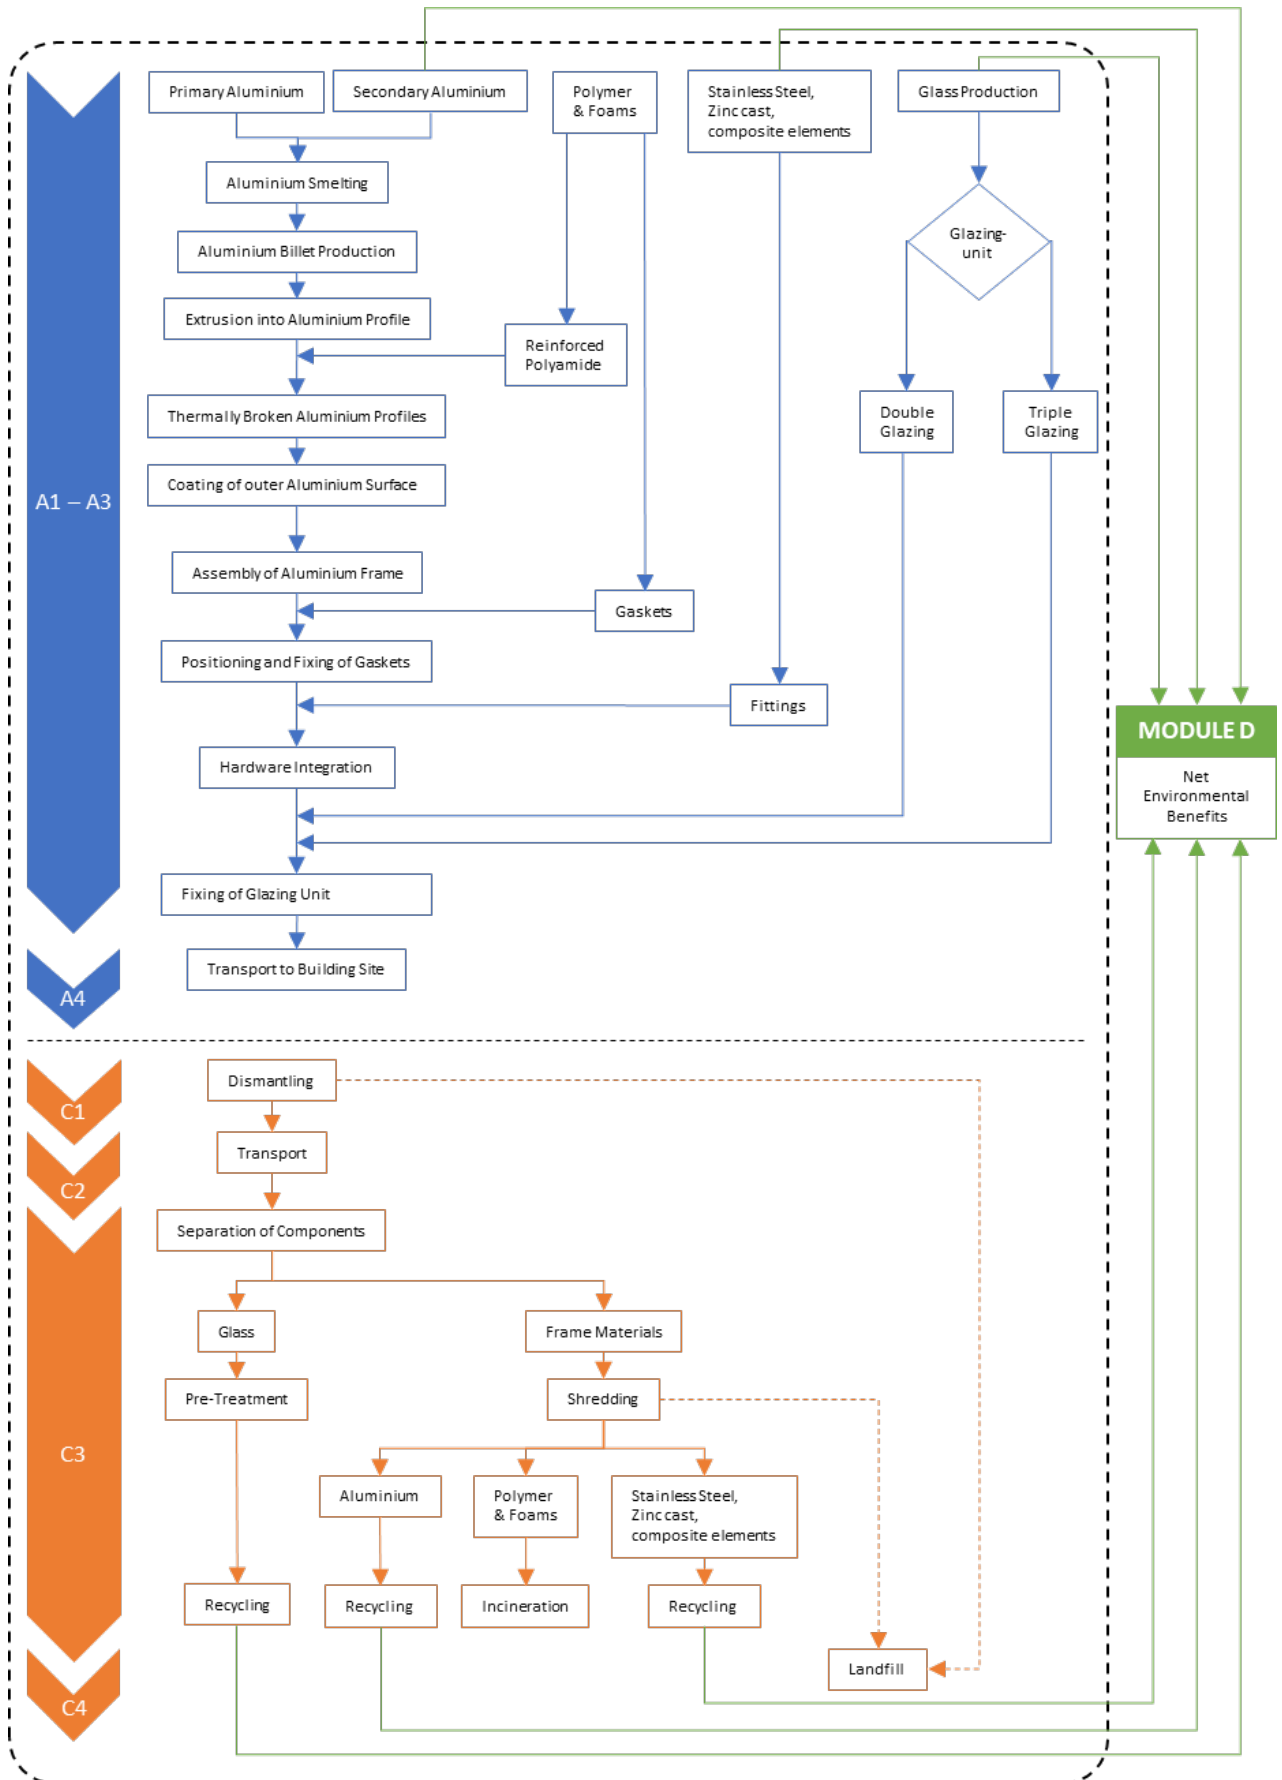 Primary Aluminium
Secondary Aluminium
Polymer
& Foams
Stainless Steel,
Zinc cast,
composite elements
Glass Production
Aluminium Smelting
Glazing-
unit
Aluminium Billet Production
Extrusion into Aluminium Profile
Reinforced
Polyamide
Thermally Broken Aluminium Profiles
Double
Glazing
Triple
Glazing
Coating of outer Aluminium Surface
A1 – A3
Assembly of Aluminium Frame
Gaskets
Positioning and Fixing of Gaskets
Fittings
MODULE D
Net
Environmental
Benefits
Hardware Integration
Fixing of Glazing Unit
Transport to Building Site
A4
Dismantling
C1
Transport
C2
Separation of Components
Glass
Frame Materials
Pre-Treatment
Shredding
C3
Aluminium
Polymer
& Foams
Stainless Steel,
Zinc cast,
composite elements
Recycling
Recycling
Incineration
Recycling
Landfill
C4